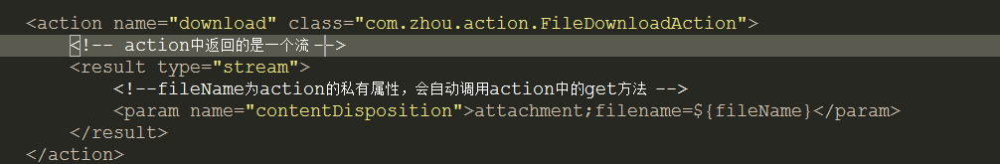 <action name="download" class="com.zhou.action.FileDownloadAction">
<!-- action中返回的是一个流-->
<result type="stream">
<!--fileName为action的私有属性，会自动调用action中的get方法 -->
<param name="contentDisposition">attachment;filename=${fileName}</param>
</result>
</action>